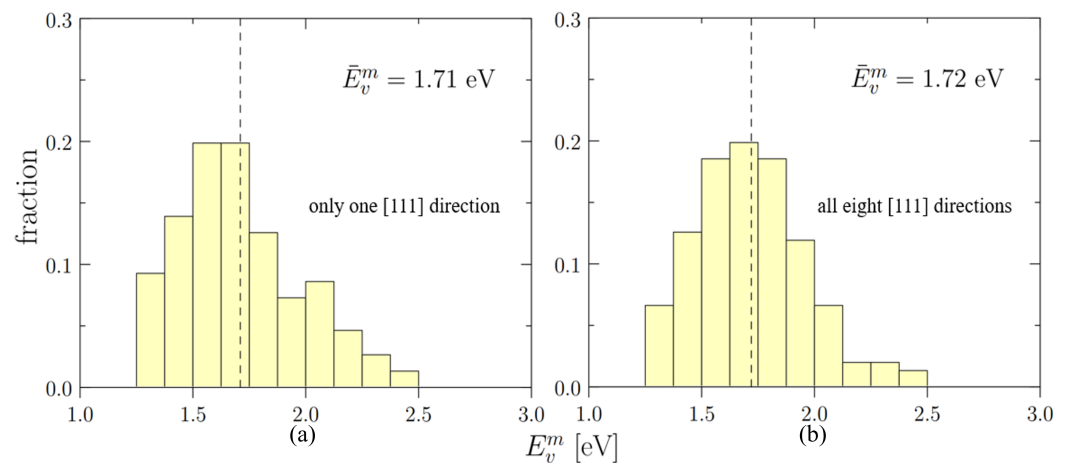 fraction
0.3
0.2
0.1
0.0
Ē_v^m = 1.71 eV
only one [111] direction
1.0 1.5 2.0 2.5 3.0
(a)
0.3
0.2
0.1
0.0
Ē_v^m = 1.72 eV
all eight [111] directions
1.0 1.5 2.0 2.5 3.0
(b)
E_v^m [eV]